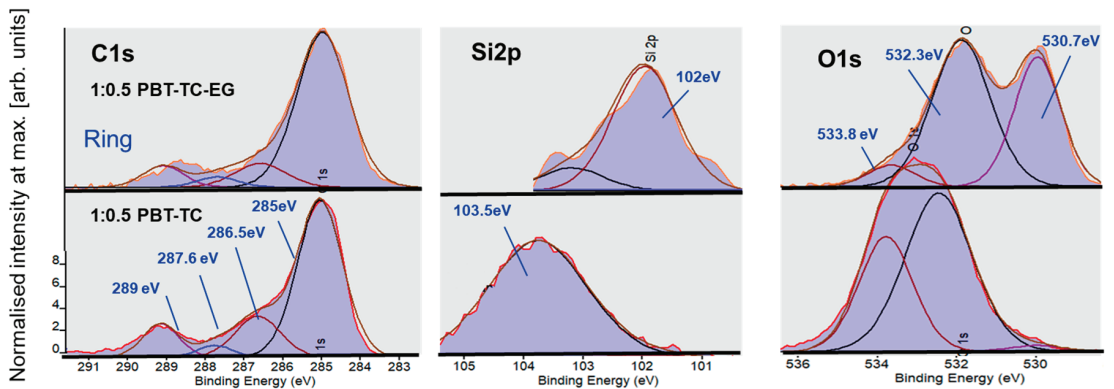 Normalised intensity at max. [arb. units]
C1s
1:0.5 PBT-TC-EG
Ring
1s
Si2p
Si 2p
102eV
O1s
O
532.3eV
530.7eV
533.8 eV
O 1s
1:0.5 PBT-TC
285eV
286.5eV
287.6 eV
289 eV
8
6
4
2
0
1s
291 290 289 288 287 286 285 284 283
Binding Energy (eV)
103.5eV
105 104 103 102 101
Binding Energy (eV)
1s
536 534 532 530
Binding Energy (eV)